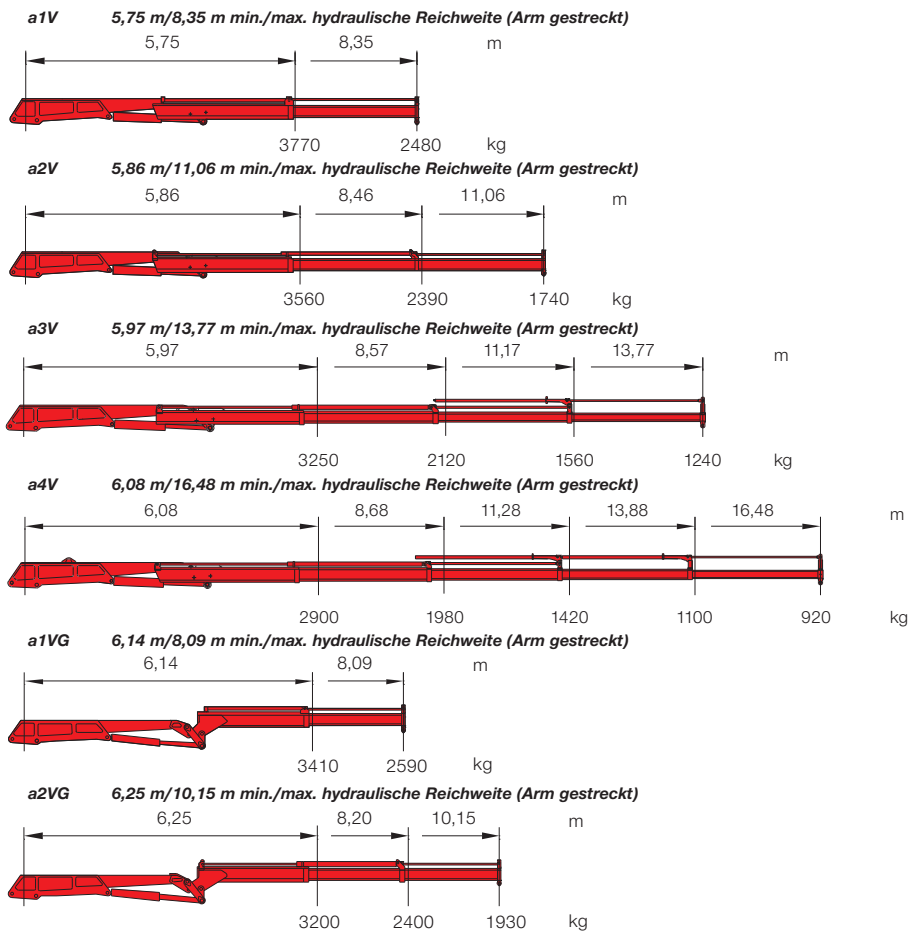 a1V 5,75 m/8,35 m min./max. hydraulische Reichweite (Arm gestreckt)
5,75 8,35 m
3770 2480 kg
a2V 5,86 m/11,06 m min./max. hydraulische Reichweite (Arm gestreckt)
5,86 8,46 11,06 m
3560 2390 1740 kg
a3V 5,97 m/13,77 m min./max. hydraulische Reichweite (Arm gestreckt)
5,97 8,57 11,17 13,77 m
3250 2120 1560 1240 kg
a4V 6,08 m/16,48 m min./max. hydraulische Reichweite (Arm gestreckt)
6,08 8,68 11,28 13,88 16,48 m
2900 1980 1420 1100 920 kg
a1VG 6,14 m/8,09 m min./max. hydraulische Reichweite (Arm gestreckt)
6,14 8,09 m
3410 2590 kg
a2VG 6,25 m/10,15 m min./max. hydraulische Reichweite (Arm gestreckt)
6,25 8,20 10,15 m
3200 2400 1930 kg